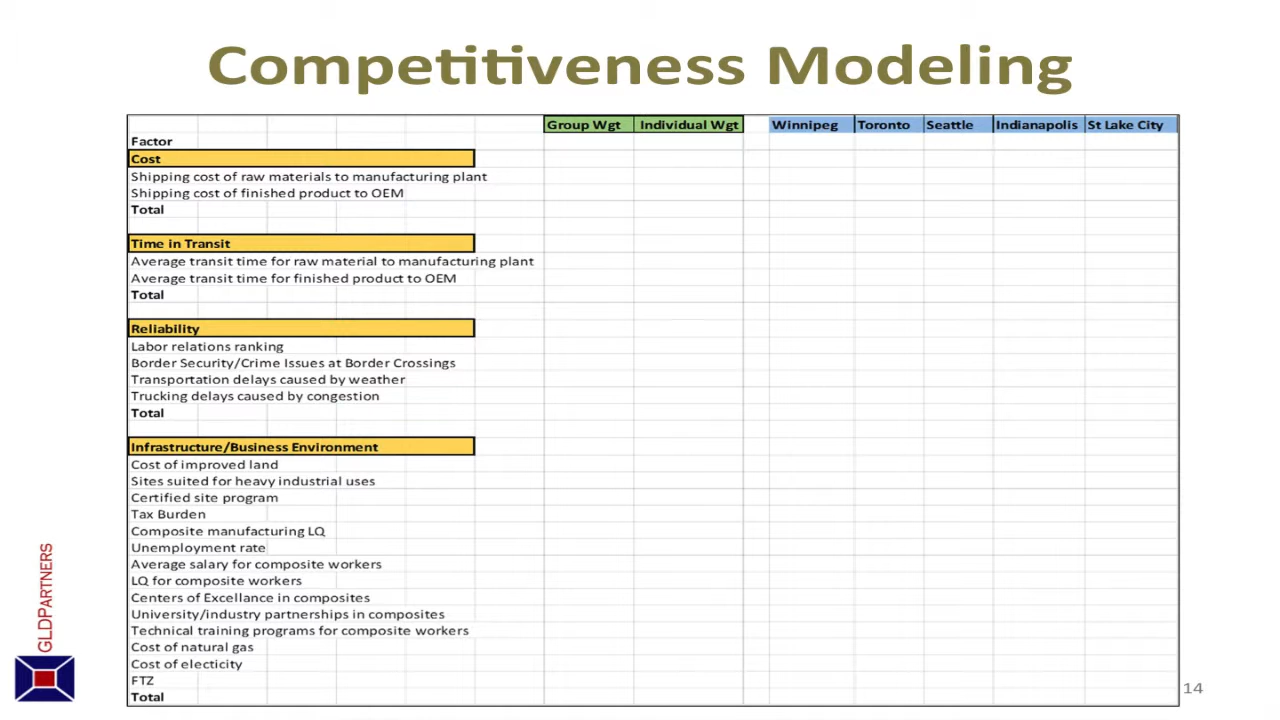 Competitiveness Modeling
Group Wgt Individual Wgt Winnipeg Toronto Seattle Indianapolis St Lake City
Factor
Cost
Shipping cost of raw materials to manufacturing plant
Shipping cost of finished product to OEM
Total
Time in Transit
Average transit time for raw material to manufacturing plant
Average transit time for finished product to OEM
Total
Reliability
Labor relations ranking
Border Security/Crime Issues at Border Crossings
Transportation delays caused by weather
Trucking delays caused by congestion
Total
Infrastructure/Business Environment
Cost of improved land
Sites suited for heavy industrial uses
Certified site program
Tax Burden
Composite manufacturing LQ
Unemployment rate
Average salary for composite workers
LQ for composite workers
Centers of Excellence in composites
University/industry partnerships in composites
Technical training programs for composite workers
Cost of natural gas
Cost of electicity
FTZ
Total
GLDPARTNERS
14